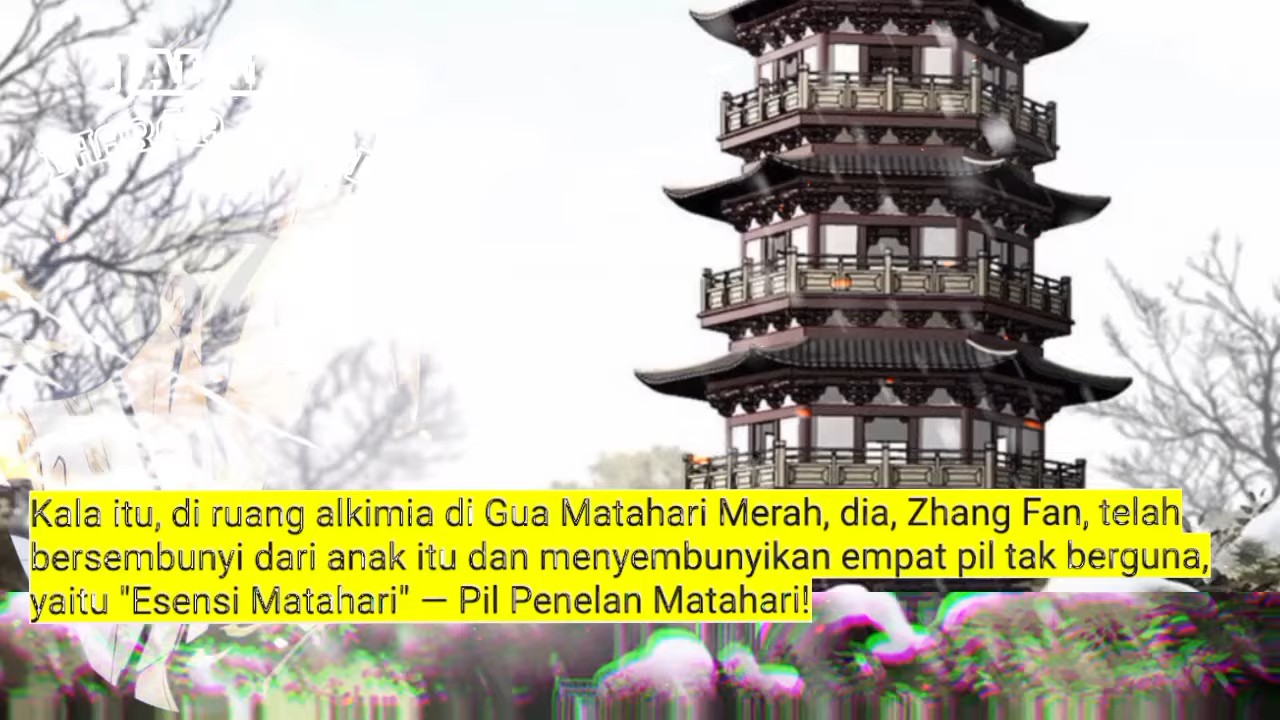 Kala itu, di ruang alkimia di Gua Matahari Merah, dia, Zhang Fan, telah
bersembunyi dari anak itu dan menyembunyikan empat pil tak berguna,
yaitu "Esensi Matahari" — Pil Penelan Matahari!